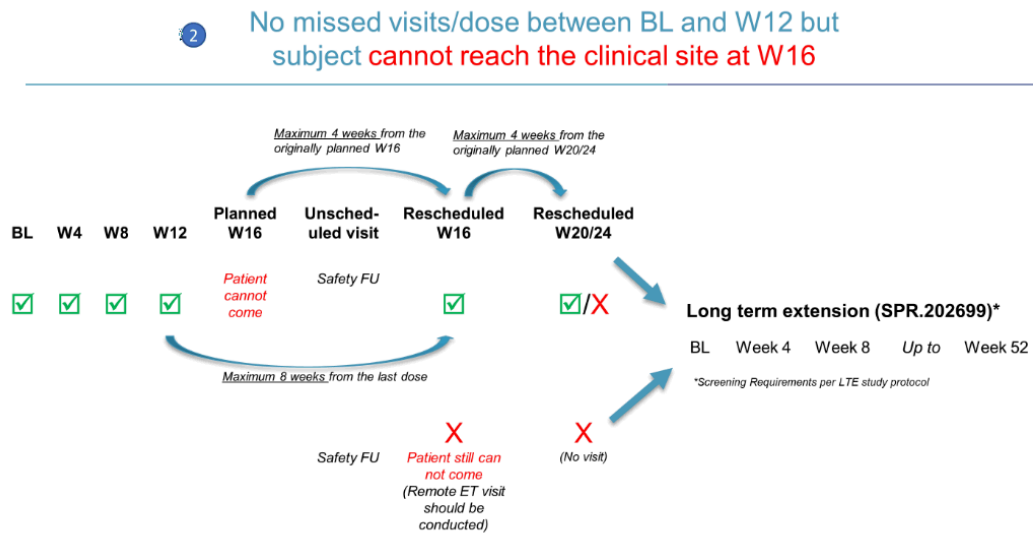 2
No missed visits/dose between BL and W12 but
subject cannot reach the clinical site at W16
Maximum 4 weeks from the
originally planned W16
Maximum 4 weeks from the
originally planned W20/24
BL
W4
W8
W12
Planned
W16
Unsched-
uled visit
Rescheduled
W16
Rescheduled
W20/24
Patient
cannot
come
Safety FU
/X
Maximum 8 weeks from the last dose
Long term extension (SPR.202699)*
BL Week 4 Week 8 Up to Week 52
*Screening Requirements per LTE study protocol
Safety FU
X
Patient still can
not come
(Remote ET visit
should be
conducted)
X
(No visit)